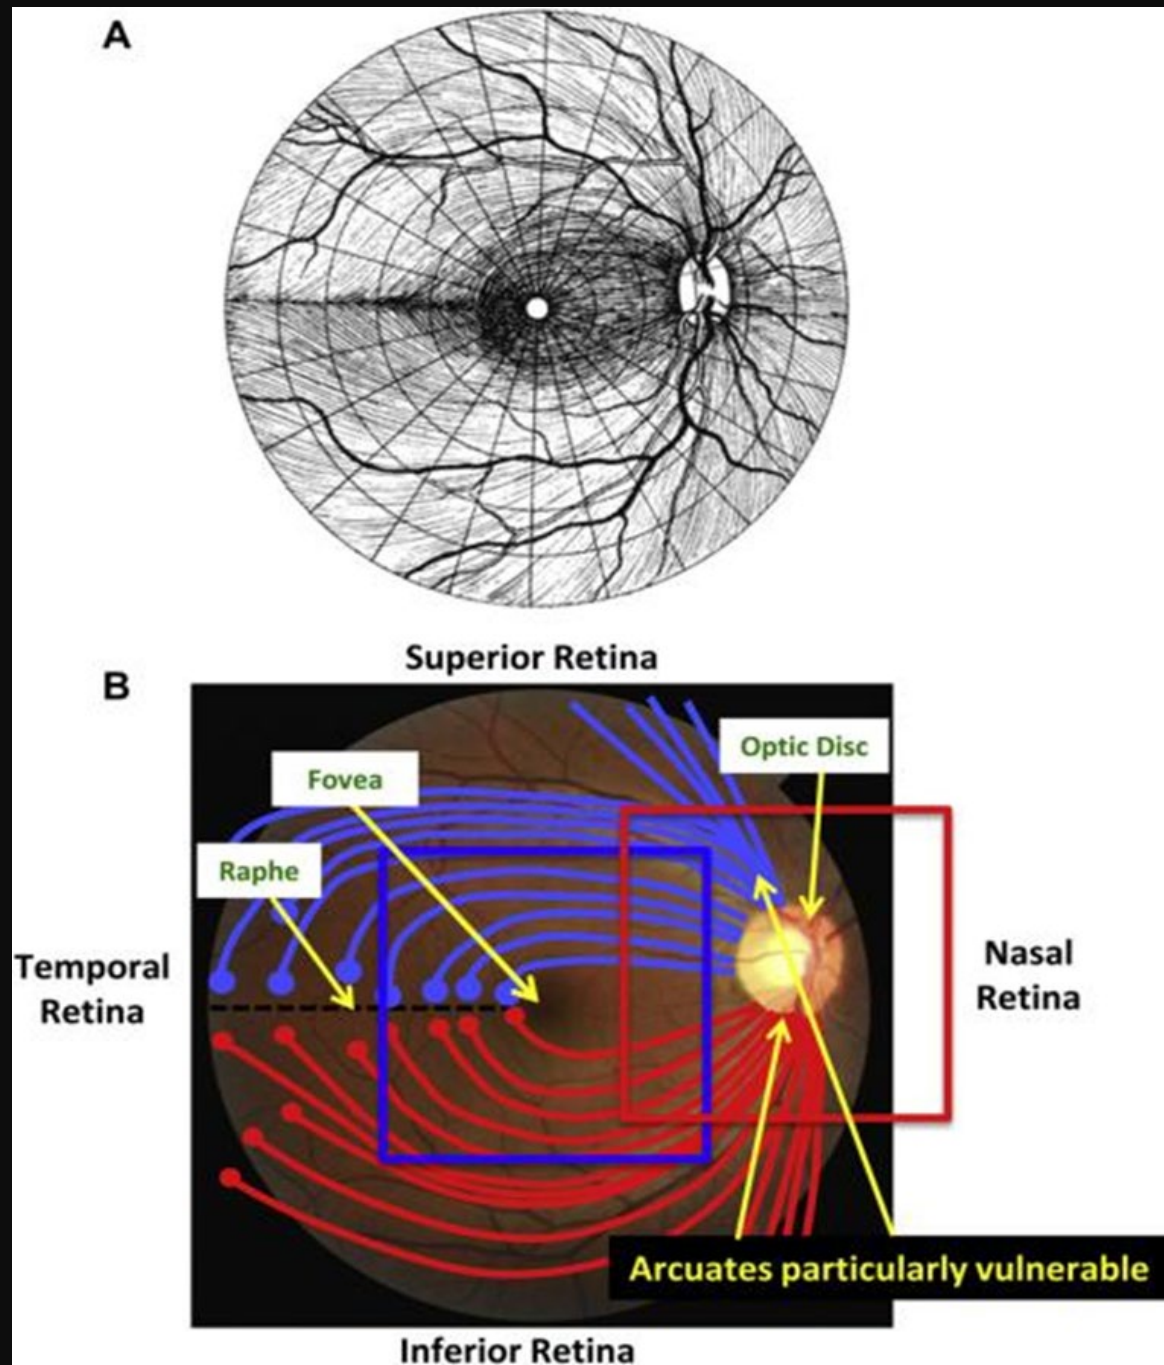 A
Superior Retina
B
Optic Disc
Fovea
Raphe
Temporal
Retina
Nasal
Retina
Arcuates particularly vulnerable
Inferior Retina